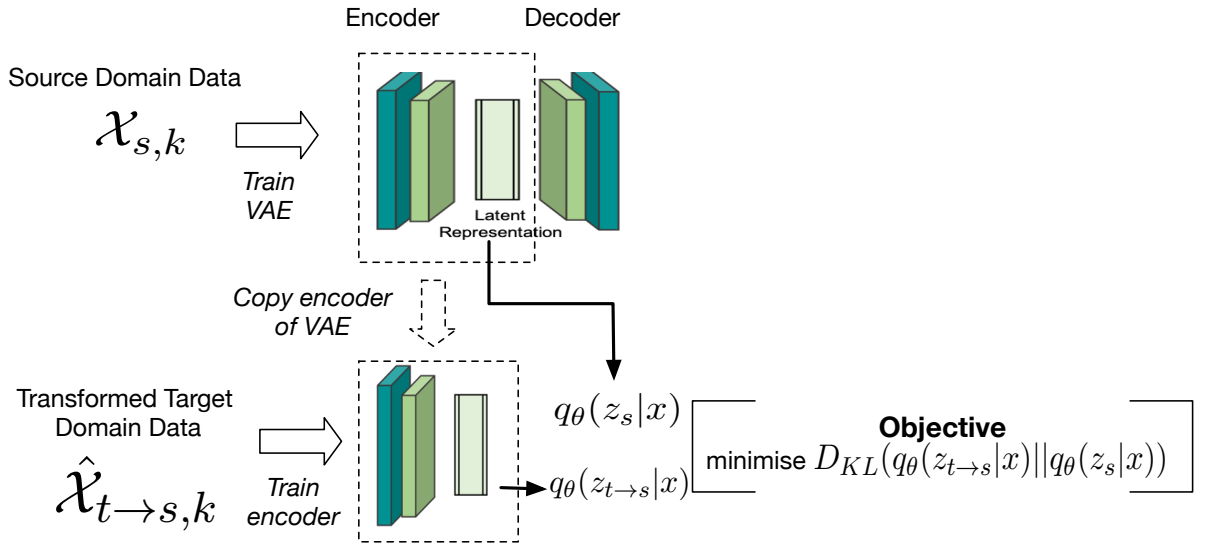 Encoder
Decoder
Source Domain Data
𝒳_{s,k}
Train
VAE
Latent
Representation
Copy encoder
of VAE
Transformed Target
Domain Data
𝒳̂_{t→s,k}
Train
encoder
q_θ(z_s|x)
q_θ(z_{t→s}|x)
Objective
minimise D_{KL}(q_θ(z_{t→s}|x)||q_θ(z_s|x))